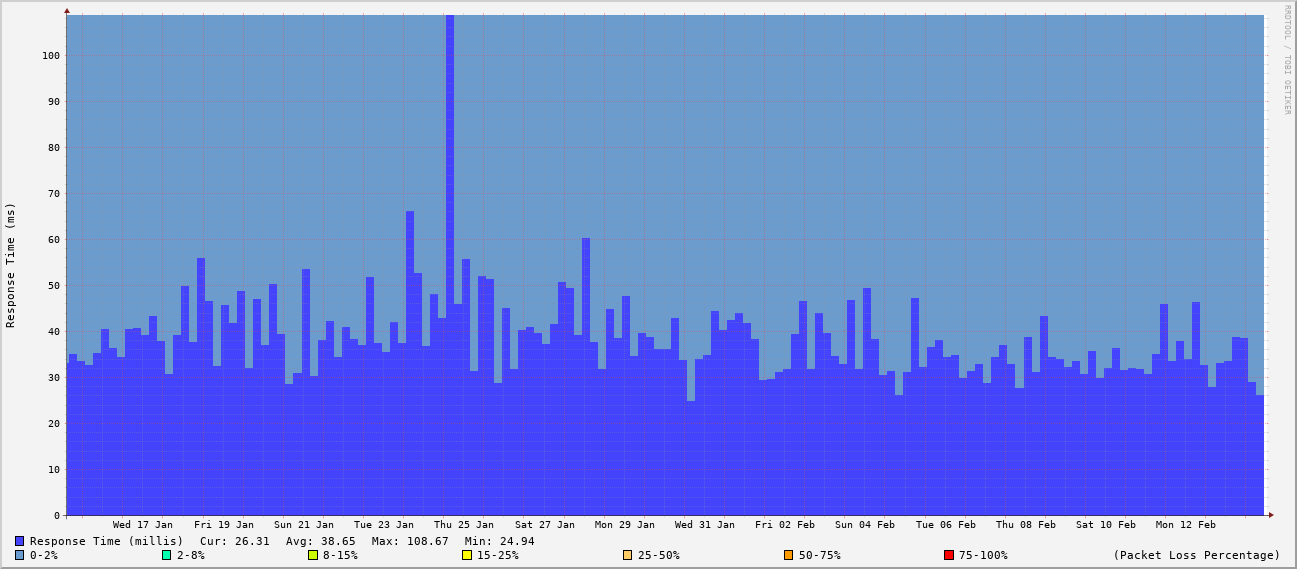 RRDTOOL / TOBI OETIKER
Response Time (ms)
100
90
80
70
60
50
40
30
20
10
0
Wed 17 Jan Fri 19 Jan Sun 21 Jan Tue 23 Jan Thu 25 Jan Sat 27 Jan Mon 29 Jan Wed 31 Jan Fri 02 Feb Sun 04 Feb Tue 06 Feb Thu 08 Feb Sat 10 Feb Mon 12 Feb
Response Time (millis) Cur: 26.31 Avg: 38.65 Max: 108.67 Min: 24.94
0-2% 2-8% 8-15% 15-25% 25-50% 50-75% 75-100% (Packet Loss Percentage)